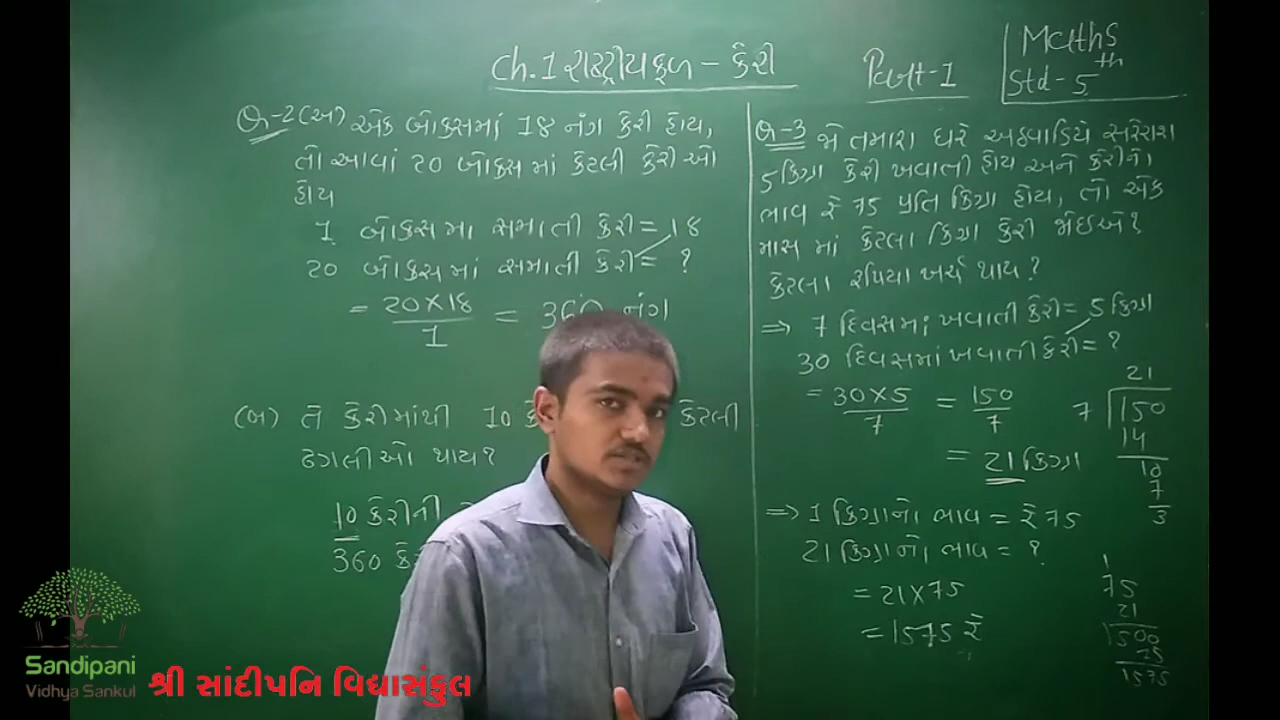 Ch.1 રાષ્ટ્રીયફળ - કેરી
વિભાગ-1
Maths
Std-5th
પ્ર-2(અ) એક બોક્સમાં 18 નંગ કેરી હોય,
તો આવાં 20 બોક્સ માં કેટલી કેરીઓ
હોય
1 બોક્સમા સમાતી કેરી = 18
20 બોક્સમાં સમાતી કેરી = ?
= 20×18 / 1 = 360 નંગ
(બ) તે કેરીમાંથી 10 કેટલી
ઢગલીઓ થાય?
10 કેરીની
360
પ્ર-3 જો તમારા ઘરે અઠવાડિયે સરેરાશ
5 કિગ્રા કેરી ખવાતી હોય અને કેરીનો
ભાવ રૂ 75 પ્રતિ કિગ્રા હોય, તો એક
માસ માં કેટલા કિગ્રા કેરી જોઈએ?
કેટલા રૂપિયા ખર્ચ થાય?
=> 7 દિવસમાં ખવાતી કેરી = 5 કિગ્રા
30 દિવસમાં ખવાતી કેરી = ?
= 30×5 / 7 = 150 / 7
= 21 કિગ્રા
21
7 150
14
10
7
3
=> 1 કિગ્રાનો ભાવ = રૂ 75
21 કિગ્રાનો ભાવ = ?
= 21×75
= 1575 રૂ
1
75
21
1500
75
1575
Sandipani
Vidhya Sankul
શ્રી સાંદીપનિ વિદ્યાસંકુલ